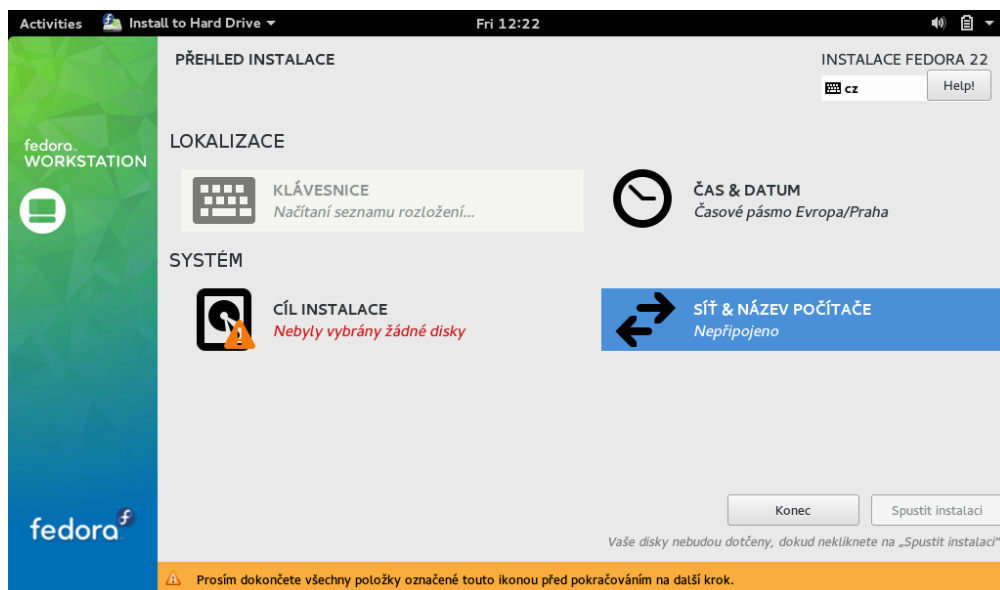 Activities Install to Hard Drive Fri 12:22
PŘEHLED INSTALACE
INSTALACE FEDORA 22
cz Help!
fedora
WORKSTATION
LOKALIZACE
KLÁVESNICE
Načítaní seznamu rozložení...
ČAS & DATUM
Časové pásmo Evropa/Praha
SYSTÉM
CÍL INSTALACE
Nebyly vybrány žádné disky
SÍŤ & NÁZEV POČÍTAČE
Nepřipojeno
fedora
Konec Spustit instalaci
Vaše disky nebudou dotčeny, dokud nekliknete na „Spustit instalaci“
Prosím dokončete všechny položky označené touto ikonou před pokračováním na další krok.